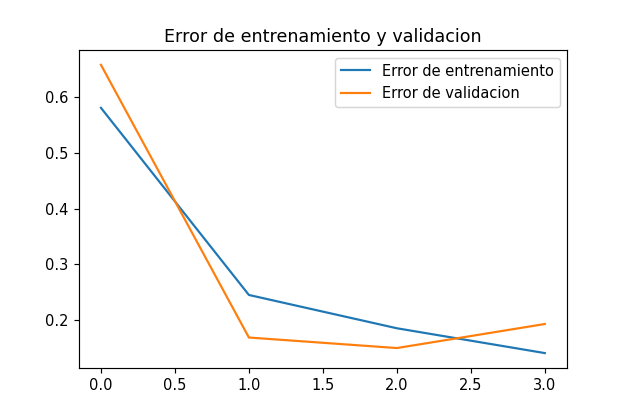 Error de entrenamiento y validacion
Error de entrenamiento
Error de validacion
0.6
0.5
0.4
0.3
0.2
0.0 0.5 1.0 1.5 2.0 2.5 3.0